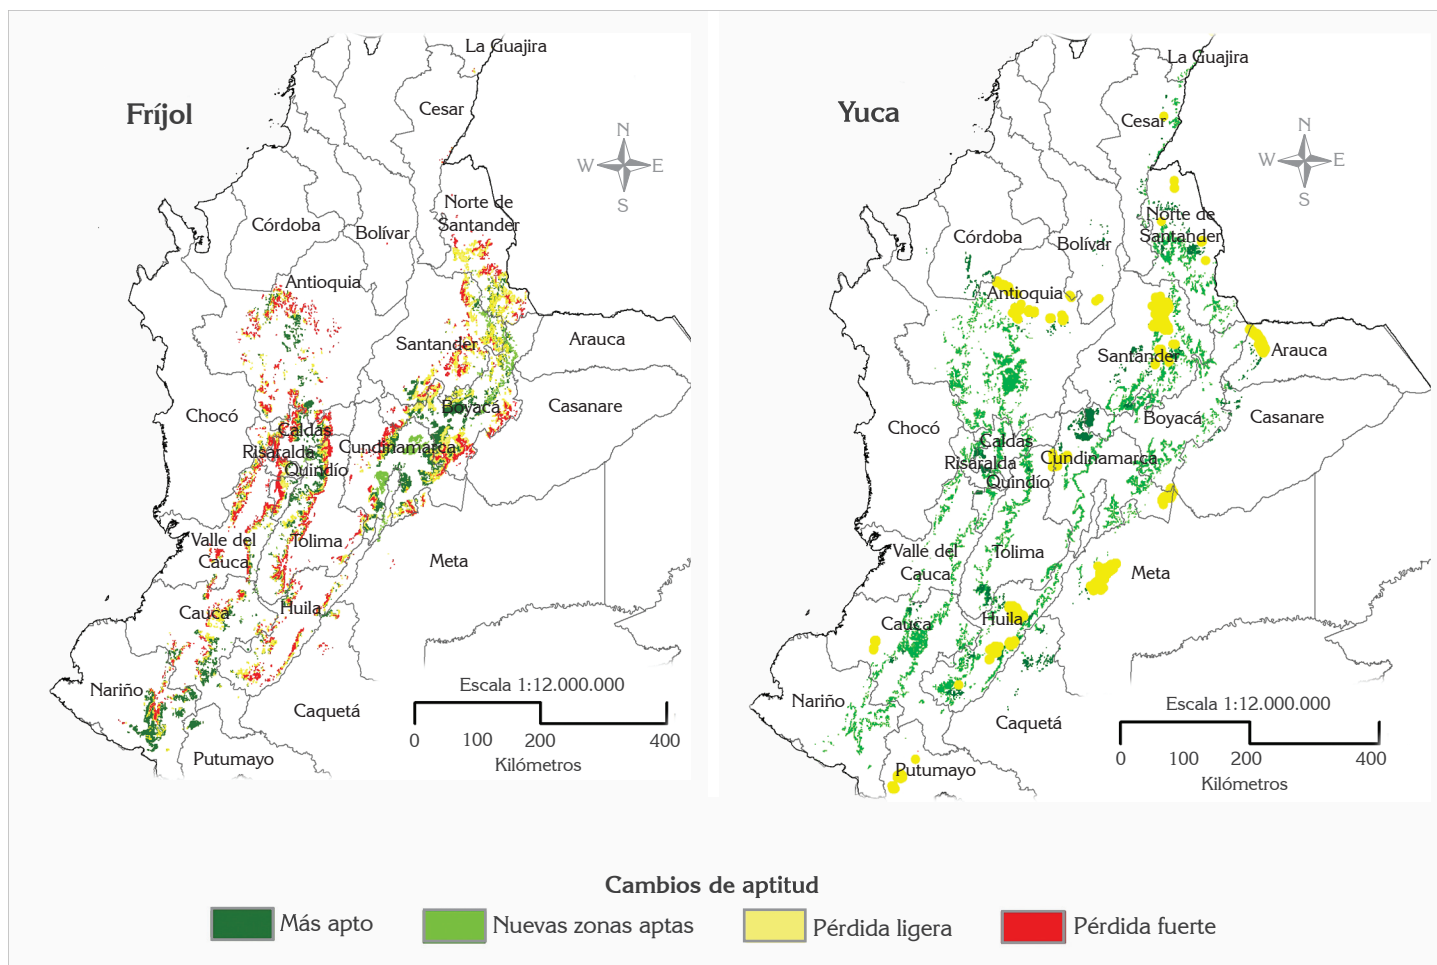 Fríjol
La Guajira
Cesar
N
W
E
S
Norte de
Santander
Córdoba
Bolívar
Antioquia
Arauca
Santander
Chocó
Boyacá
Casanare
Caldas
Cundinamarca
Risaralda
Quindío
Valle del
Cauca
Tolima
Meta
Cauca
Huila
Nariño
Escala 1:12.000.000
Caquetá
0
100
200
400
Kilómetros
Putumayo
Yuca
La Guajira
Cesar
N
W
E
S
Norte de
Santander
Córdoba
Bolívar
Antioquia
Arauca
Santander
Chocó
Boyacá
Casanare
Caldas
Cundinamarca
Risaralda
Quindío
Valle del
Cauca
Tolima
Meta
Cauca
Huila
Nariño
Escala 1:12.000.000
Caquetá
0
100
200
400
Kilómetros
Putumayo
Cambios de aptitud
Más apto
Nuevas zonas aptas
Pérdida ligera
Pérdida fuerte